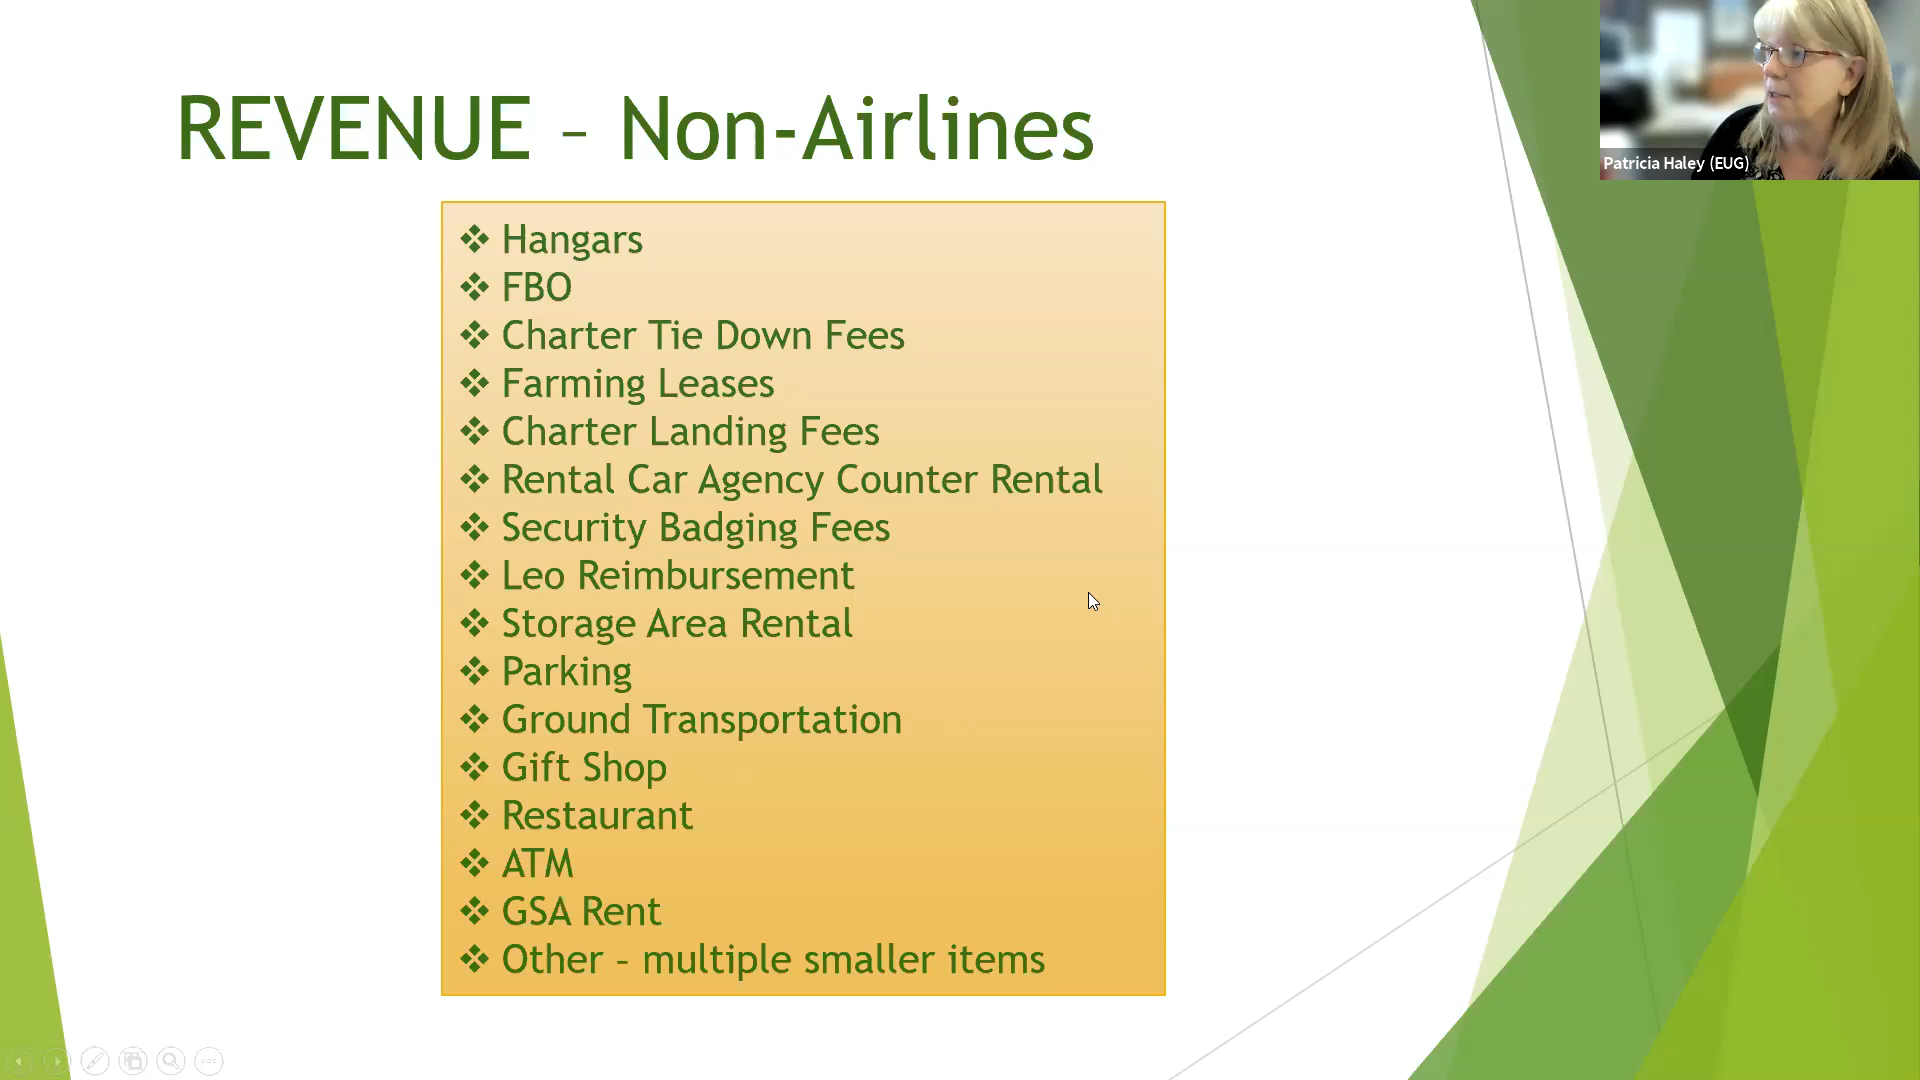 REVENUE – Non-Airlines
Patricia Haley (EUG)
Hangars
FBO
Charter Tie Down Fees
Farming Leases
Charter Landing Fees
Rental Car Agency Counter Rental
Security Badging Fees
Leo Reimbursement
Storage Area Rental
Parking
Ground Transportation
Gift Shop
Restaurant
ATM
GSA Rent
Other – multiple smaller items